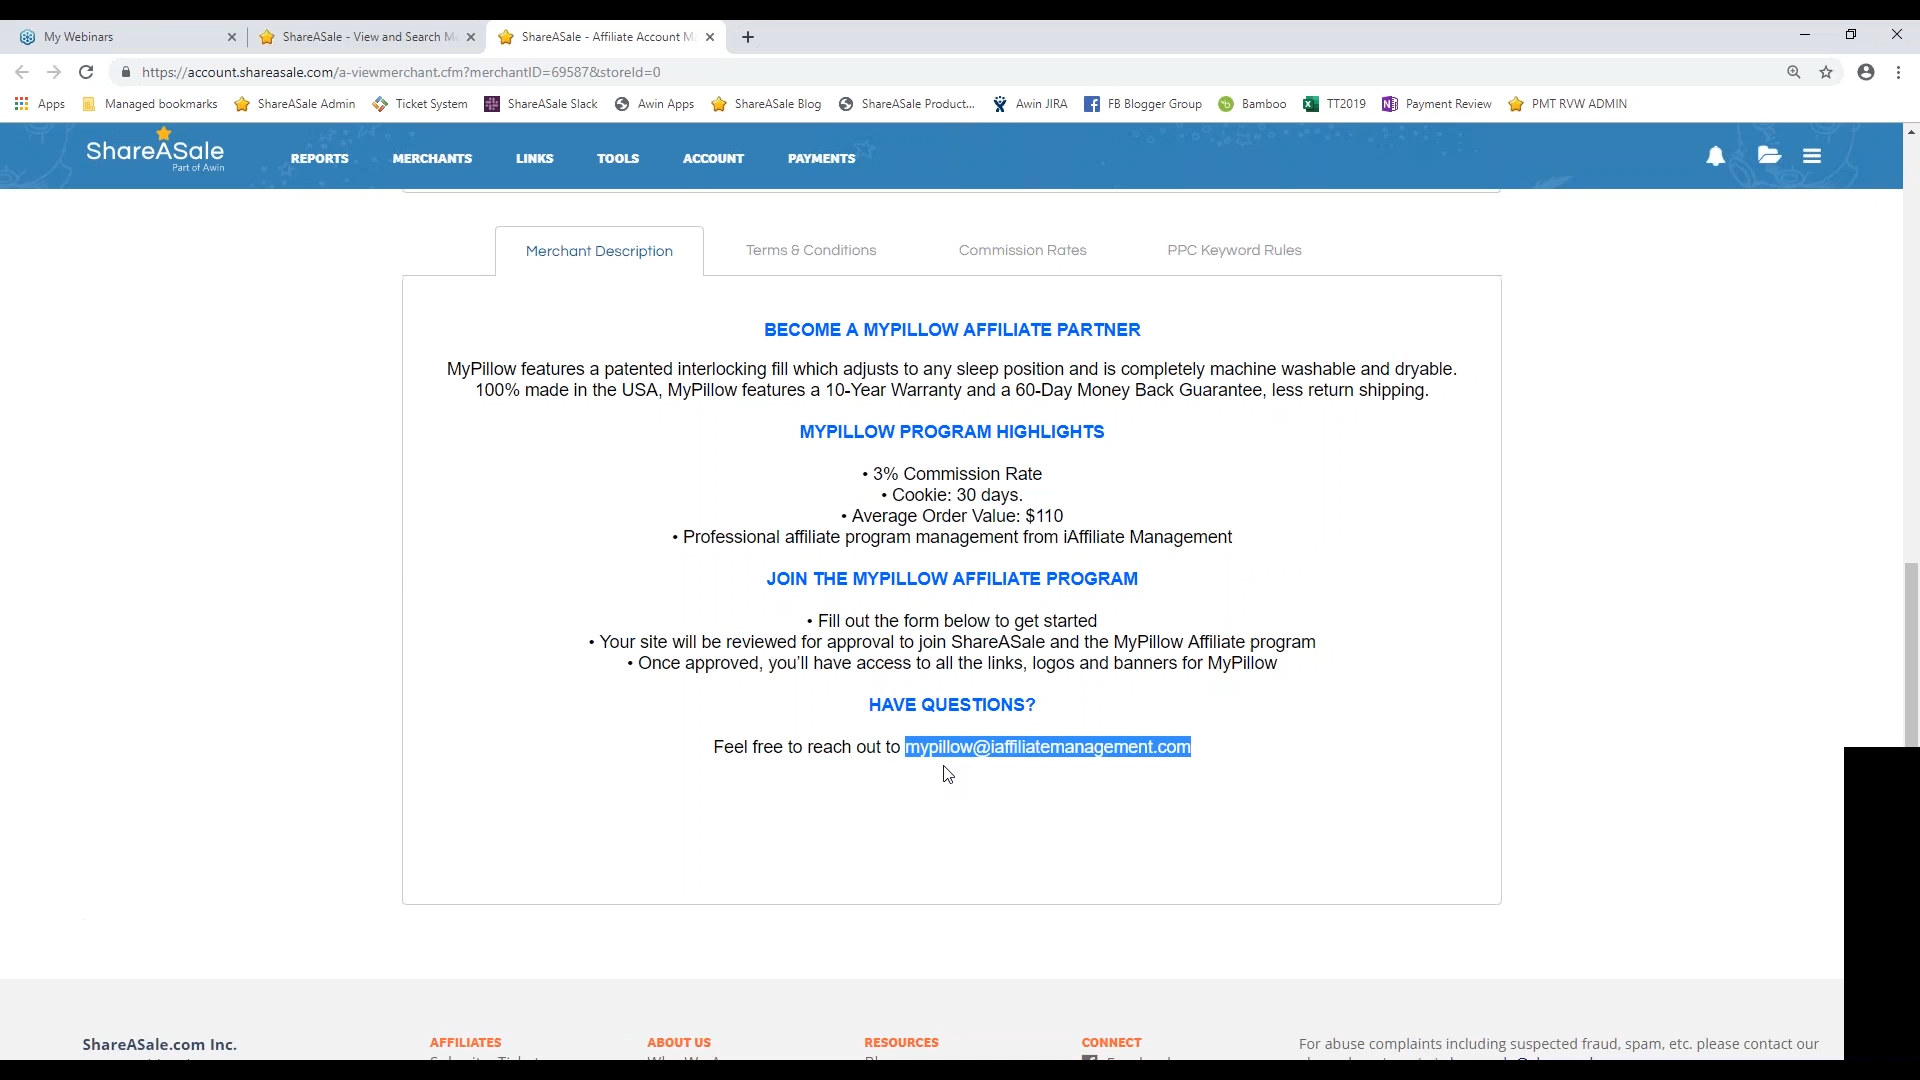 My Webinars
ShareASale - View and Search M
ShareASale - Affiliate Account M
https://account.shareasale.com/a-viewmerchant.cfm?merchantID=69587&storeId=0
Apps Managed bookmarks ShareASale Admin Ticket System ShareASale Slack Awin Apps ShareASale Blog ShareASale Product... Awin JIRA FB Blogger Group Bamboo TT2019 Payment Review PMT RVW ADMIN
ShareASale
Part of Awin
REPORTS MERCHANTS LINKS TOOLS ACCOUNT PAYMENTS
Merchant Description Terms & Conditions Commission Rates PPC Keyword Rules
BECOME A MYPILLOW AFFILIATE PARTNER
MyPillow features a patented interlocking fill which adjusts to any sleep position and is completely machine washable and dryable.
100% made in the USA, MyPillow features a 10-Year Warranty and a 60-Day Money Back Guarantee, less return shipping.
MYPILLOW PROGRAM HIGHLIGHTS
• 3% Commission Rate
• Cookie: 30 days.
• Average Order Value: $110
• Professional affiliate program management from iAffiliate Management
JOIN THE MYPILLOW AFFILIATE PROGRAM
• Fill out the form below to get started
• Your site will be reviewed for approval to join ShareASale and the MyPillow Affiliate program
• Once approved, you'll have access to all the links, logos and banners for MyPillow
HAVE QUESTIONS?
Feel free to reach out to mypillow@iaffiliatemanagement.com
ShareASale.com Inc. AFFILIATES ABOUT US RESOURCES CONNECT For abuse complaints including suspected fraud, spam, etc. please contact our